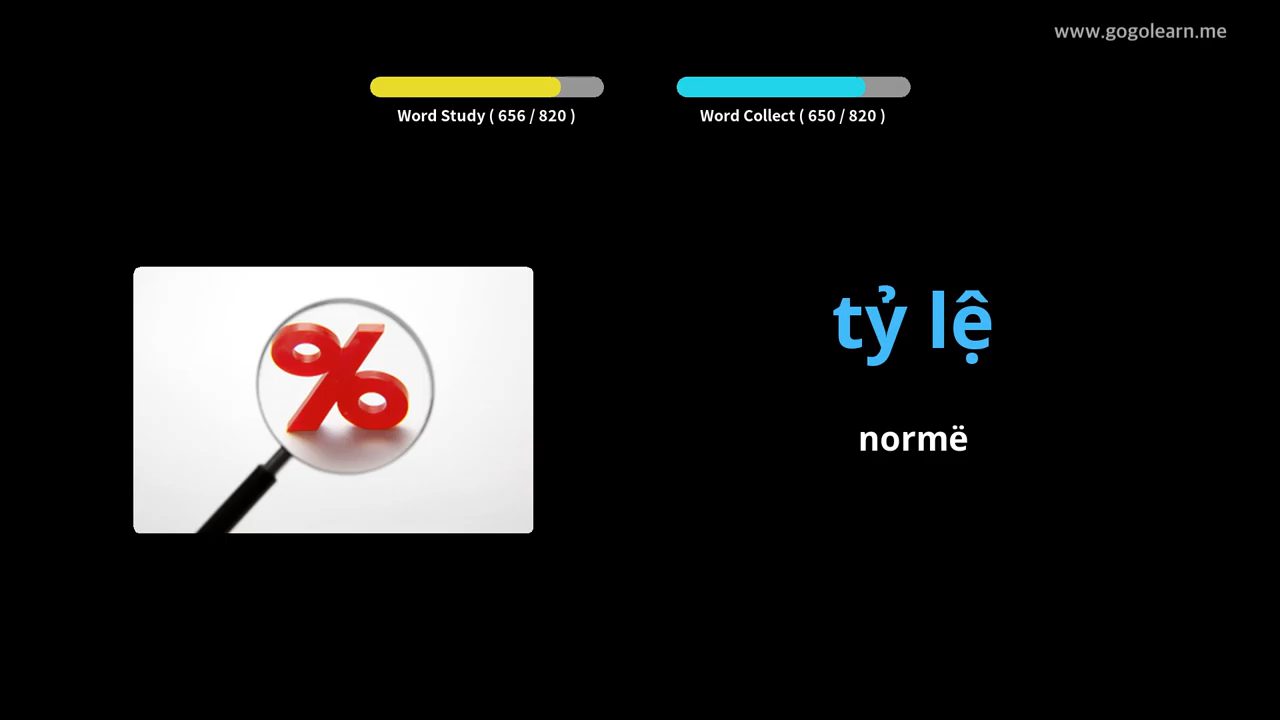 www.gogolearn.me
Word Study ( 656 / 820 )
Word Collect ( 650 / 820 )
%
tỷ lệ
normë